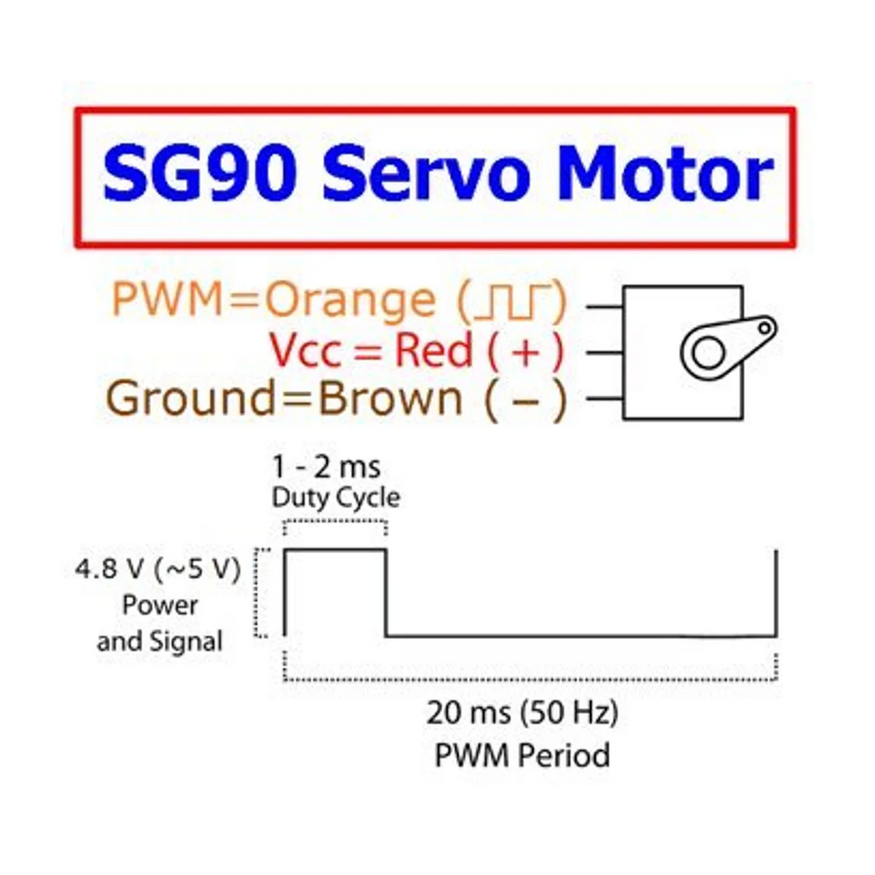 SG90 Servo Motor
PWM=Orange (⎍⎍)
Vcc = Red ( + )
Ground=Brown ( − )
1 - 2 ms
Duty Cycle
4.8 V (~5 V)
Power
and Signal
20 ms (50 Hz)
PWM Period